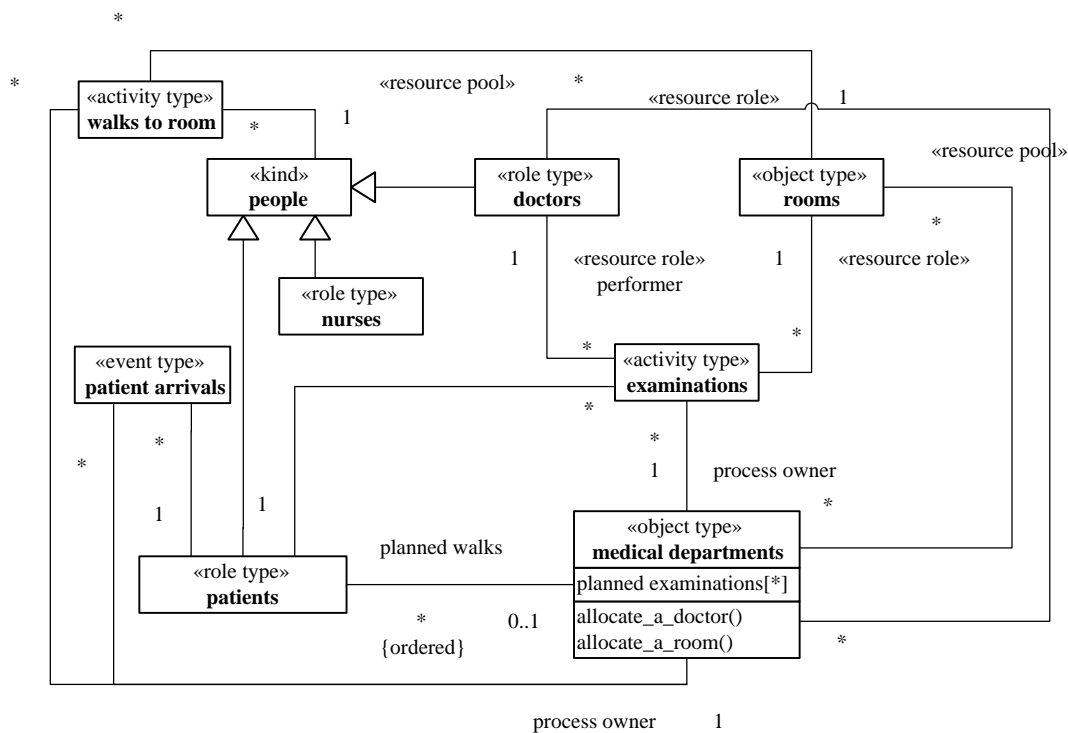 *
*
«resource pool»
*
«resource role»
1
«activity type»
walks to room
*
1
«resource pool»
«kind»
people
«role type»
doctors
«object type»
rooms
*
1
«resource role»
performer
1
«resource role»
«role type»
nurses
*
*
«event type»
patient arrivals
«activity type»
examinations
*
*
*
*
1
process owner
1
1
*
planned walks
«role type»
patients
*
{ordered}
0..1
«object type»
medical departments
planned examinations[*]
allocate_a_doctor()
allocate_a_room()
*
process owner
1